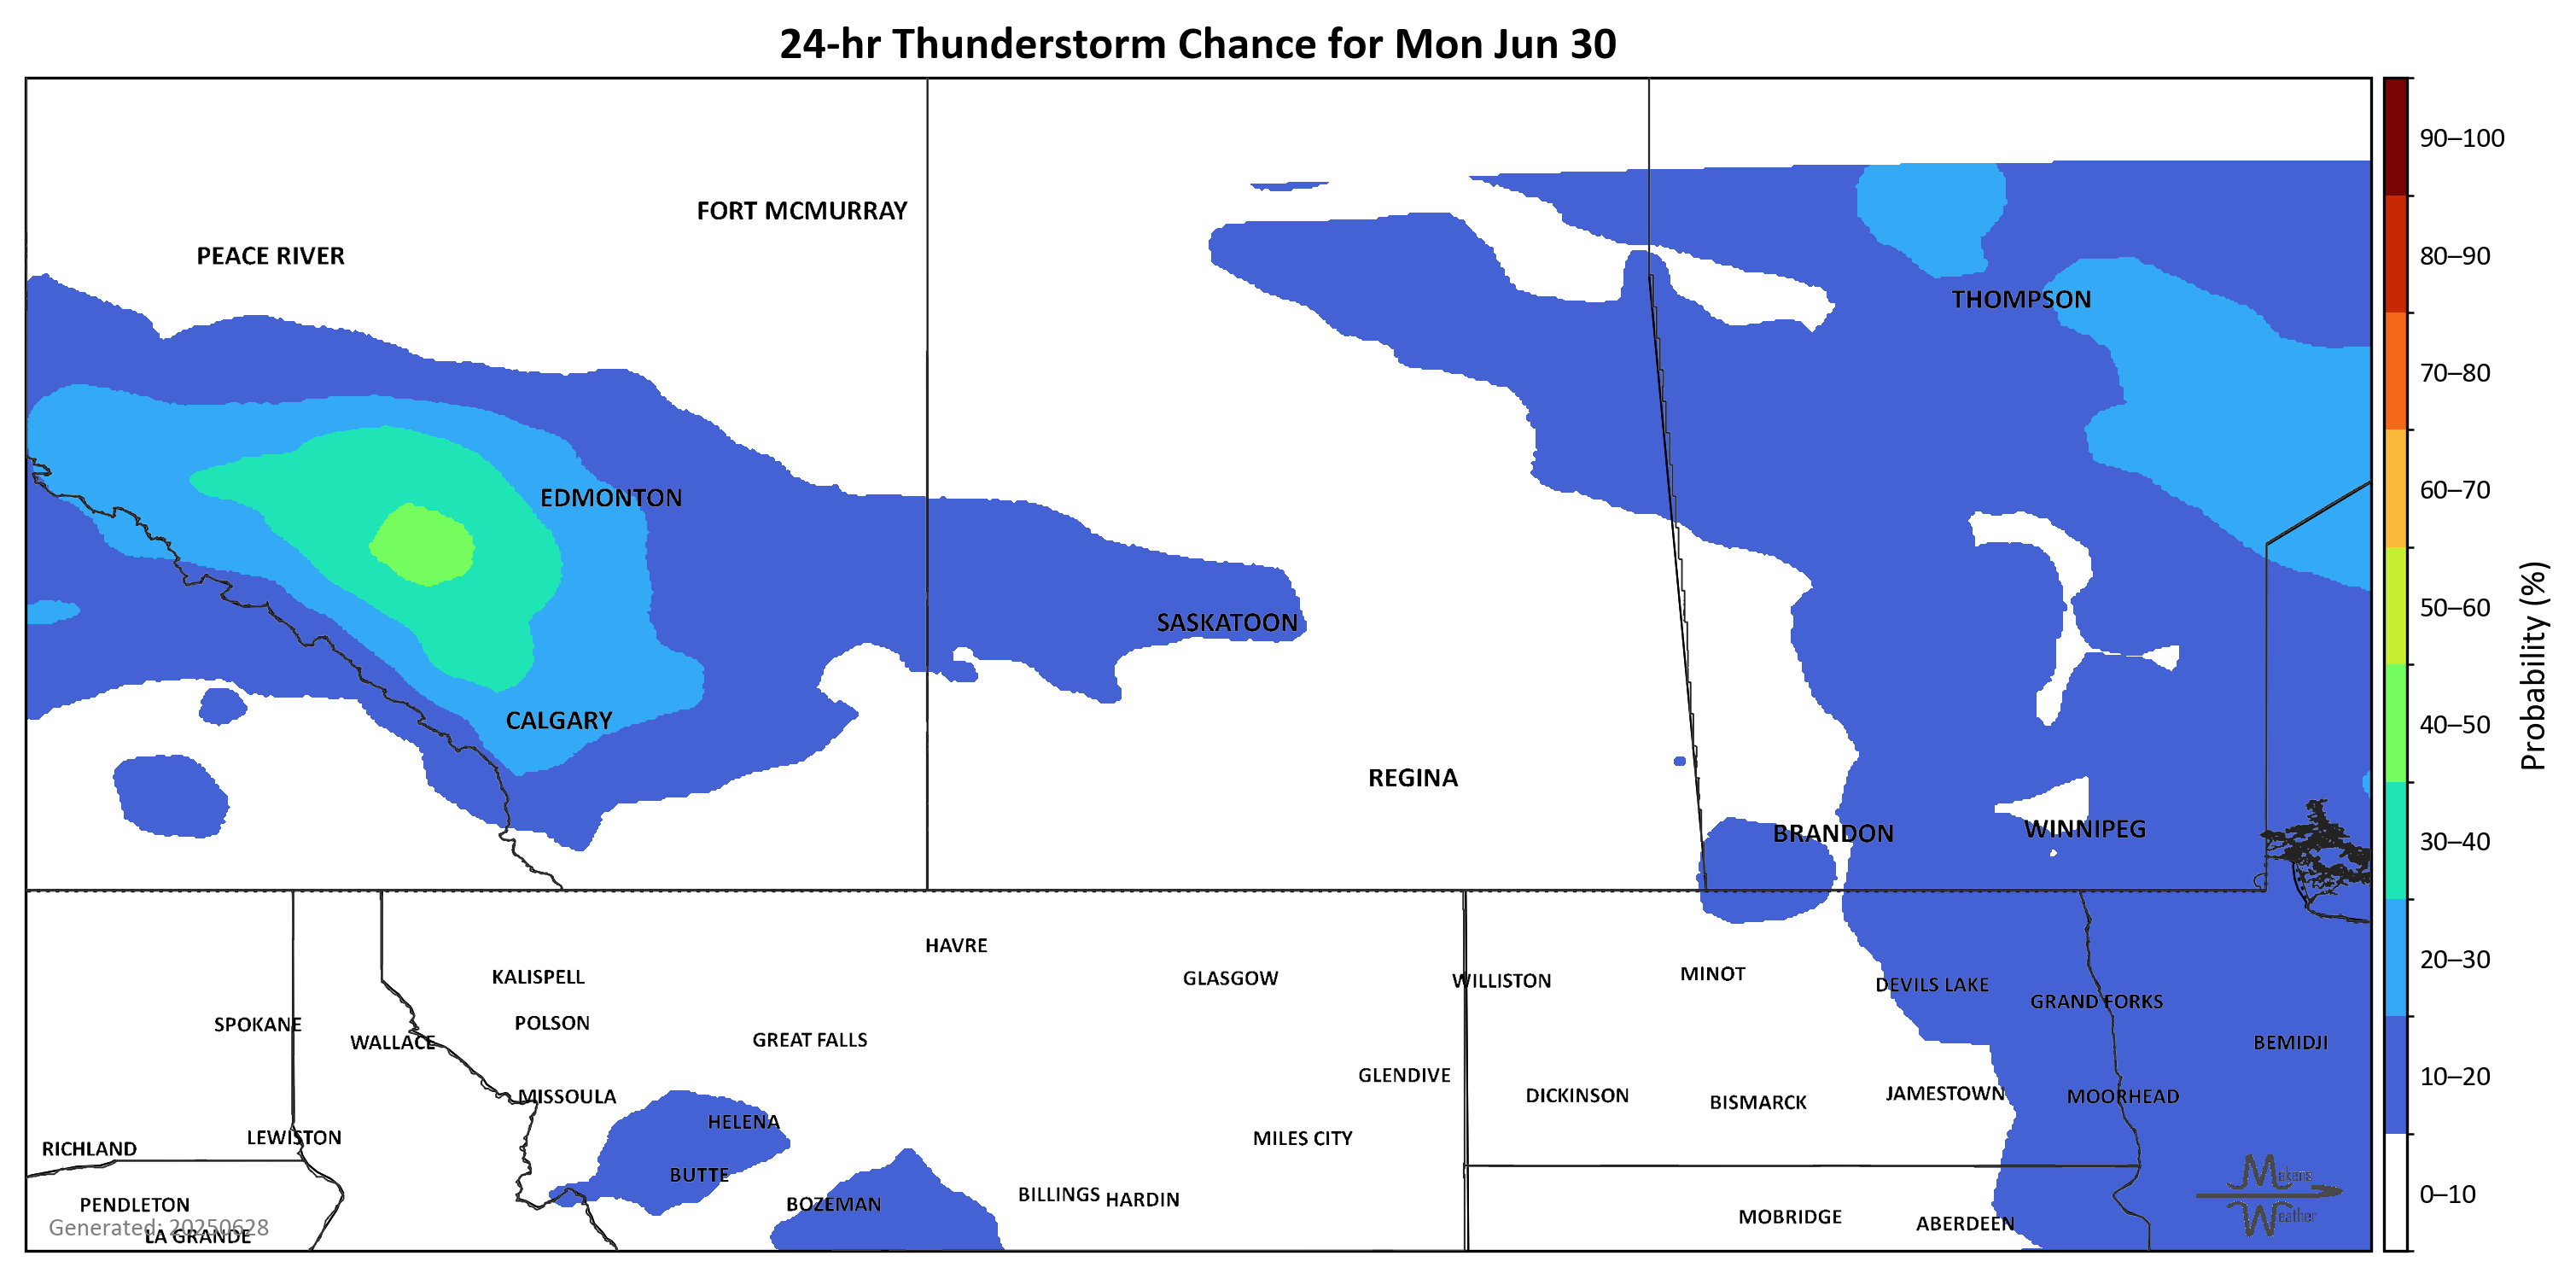 24-hr Thunderstorm Chance for Mon Jun 30
90–100
FORT MCMURRAY
PEACE RIVER
80–90
THOMPSON
70–80
60–70
EDMONTON
50–60
SASKATOON
Probability (%)
CALGARY
40–50
REGINA
WINNIPEG
BRANDON
30–40
HAVRE
20–30
MINOT
KALISPELL
GLASGOW
WILLISTON
DEVILS LAKE
GRAND FORKS
SPOKANE
POLSON
GREAT FALLS
WALLACE
BEMIDJI
GLENDIVE
10–20
MISSOULA
DICKINSON
BISMARCK
JAMESTOWN
MOORHEAD
HELENA
LEWISTON
MILES CITY
RICHLAND
BUTTE
Makens
Weather
BILLINGS
HARDIN
0–10
PENDLETON
BOZEMAN
MOBRIDGE
ABERDEEN
Generated: 20250628
LA GRANDE